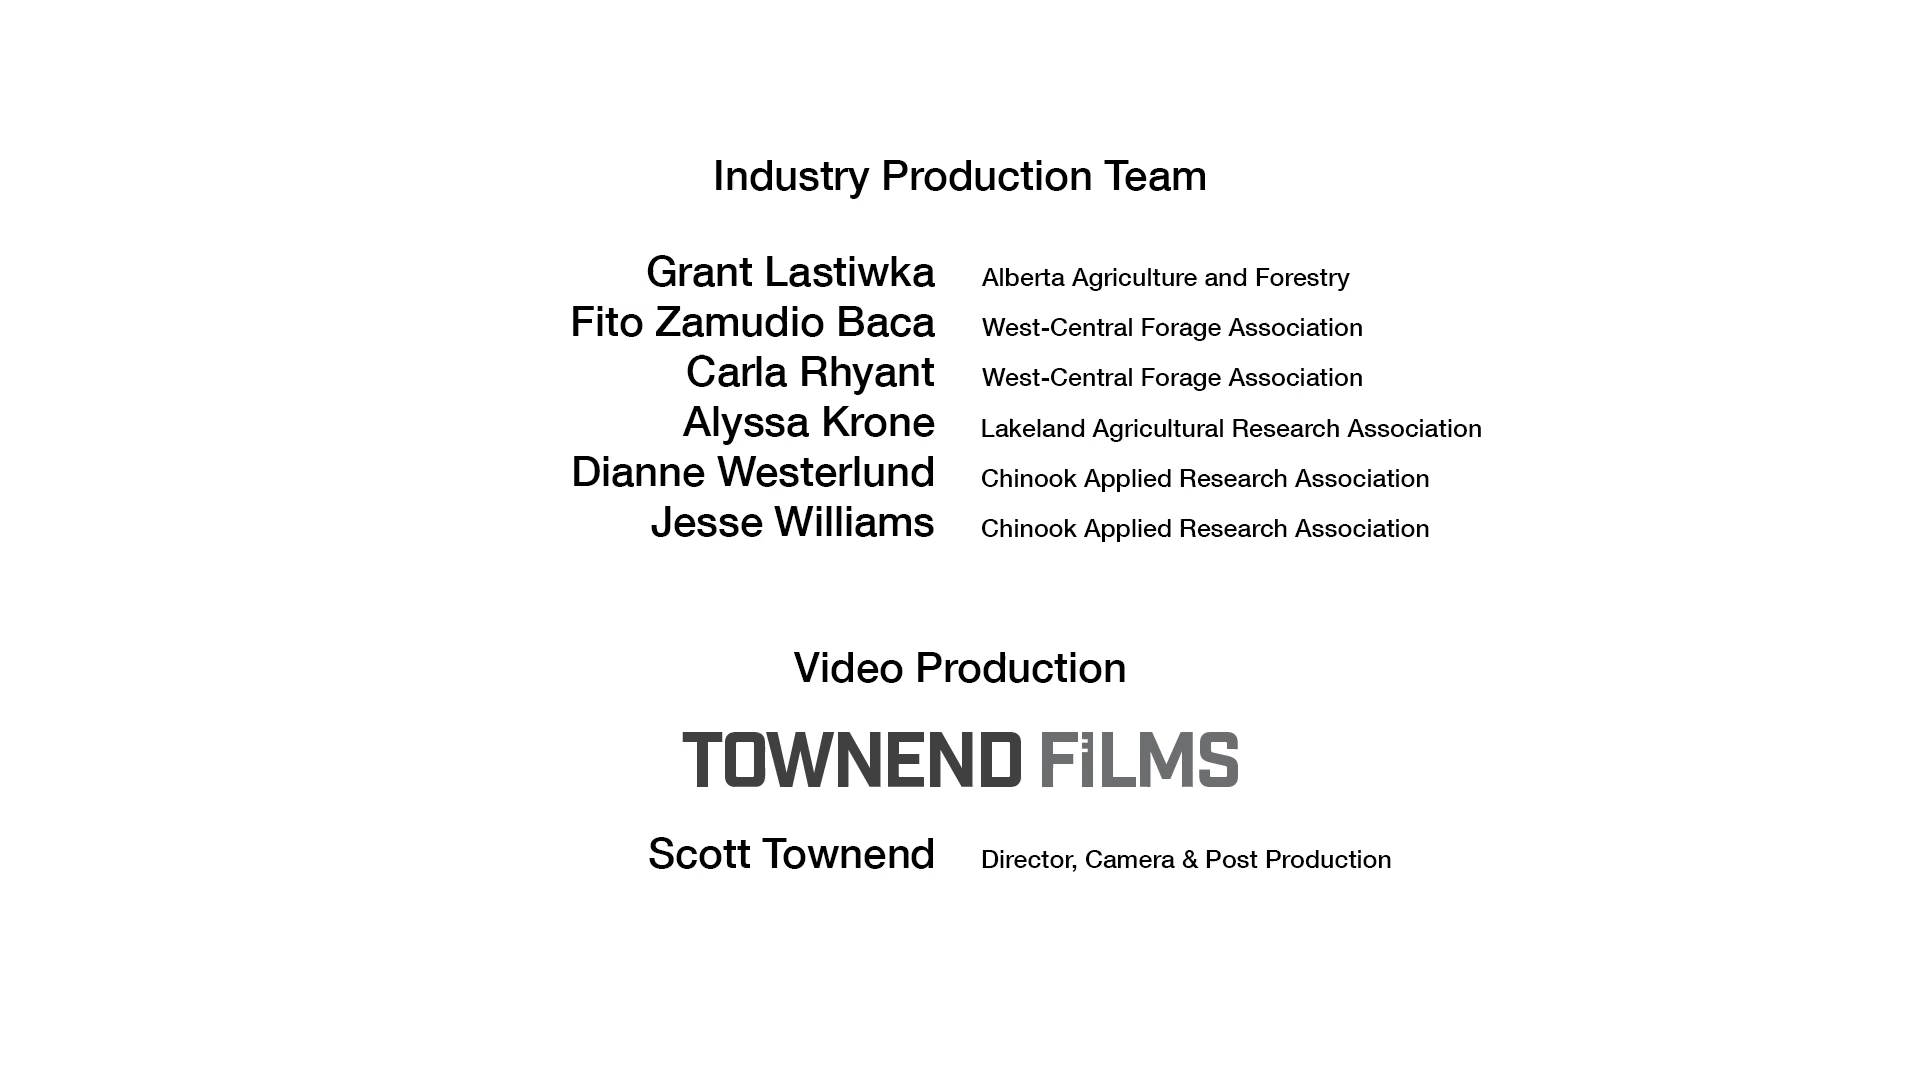 Industry Production Team
Grant Lastiwka Alberta Agriculture and Forestry
Fito Zamudio Baca West-Central Forage Association
Carla Rhyant West-Central Forage Association
Alyssa Krone Lakeland Agricultural Research Association
Dianne Westerlund Chinook Applied Research Association
Jesse Williams Chinook Applied Research Association
Video Production
TOWNEND FiLMS
Scott Townend Director, Camera & Post Production